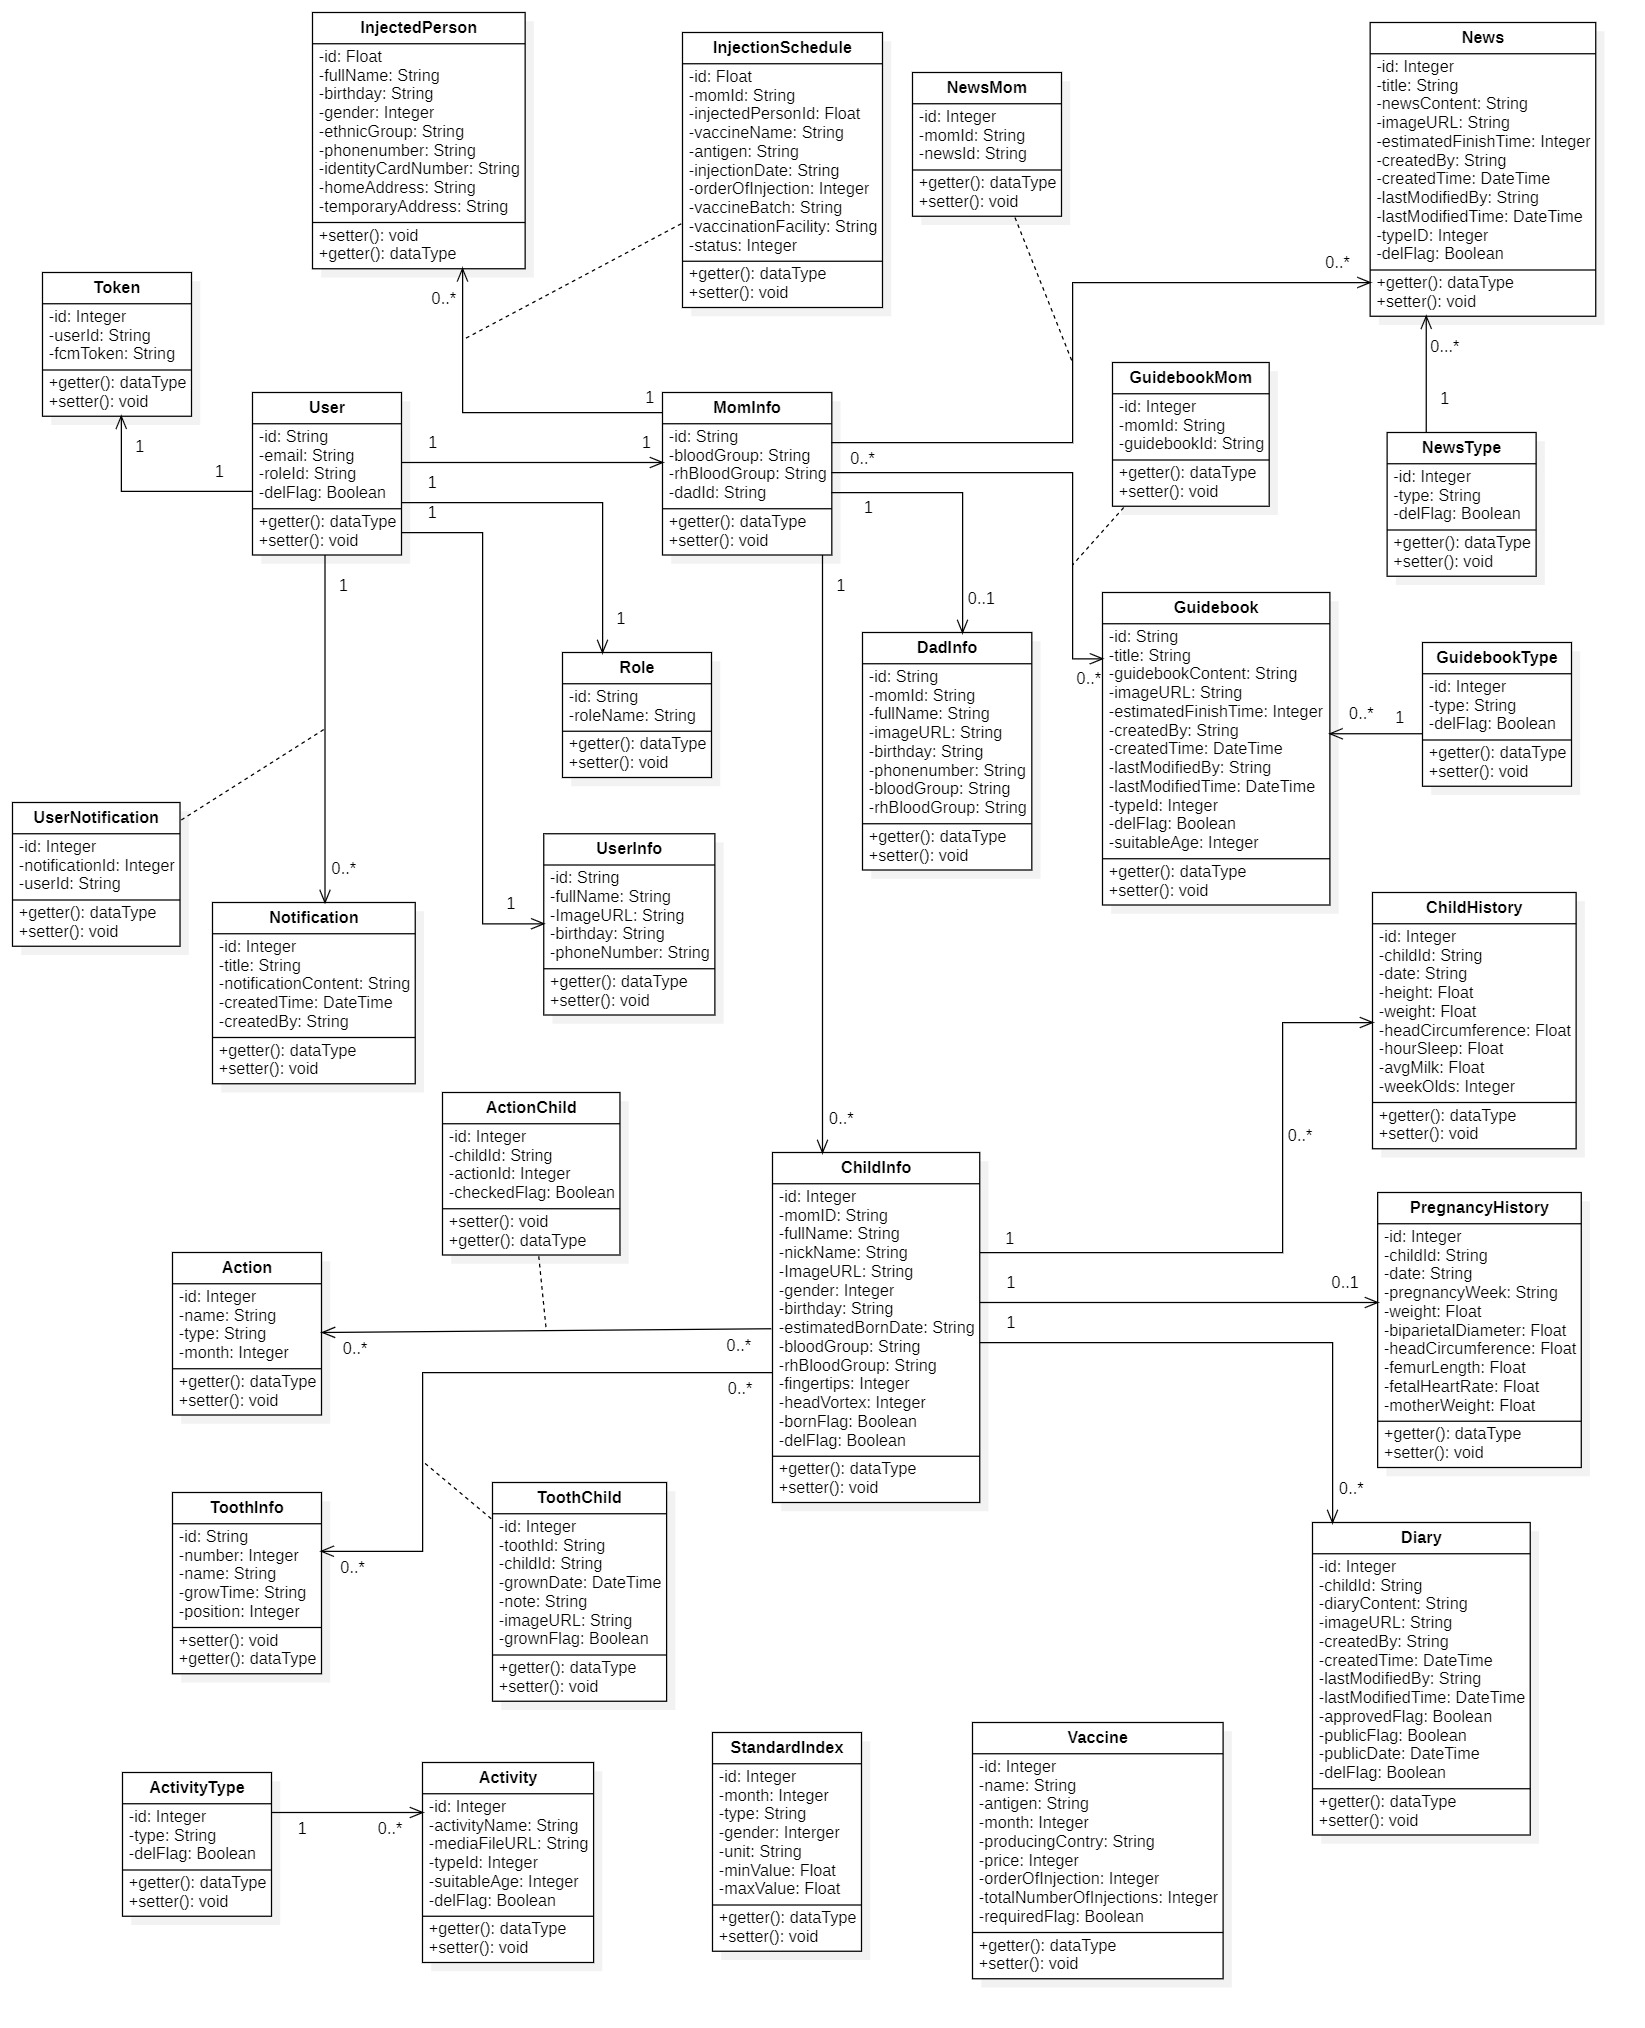 InjectedPerson
-id: Float
-fullName: String
-birthday: String
-gender: Integer
-ethnicGroup: String
-phonenumber: String
-identityCardNumber: String
-homeAddress: String
-temporaryAddress: String
+setter(): void
+getter(): dataType
InjectionSchedule
-id: Float
-momId: String
-injectedPersonId: Float
-vaccineName: String
-antigen: String
-injectionDate: String
-orderOfInjection: Integer
-vaccineBatch: String
-vaccinationFacility: String
-status: Integer
+getter(): dataType
+setter(): void
NewsMom
-id: Integer
-momId: String
-newsId: String
+getter(): dataType
+setter(): void
News
-id: Integer
-title: String
-newsContent: String
-imageURL: String
-estimatedFinishTime: Integer
-createdBy: String
-createdTime: DateTime
-lastModifiedBy: String
-lastModifiedTime: DateTime
-typeID: Integer
-delFlag: Boolean
+getter(): dataType
+setter(): void
0..*
0..*
0...*
1
Token
-id: Integer
-userId: String
-fcmToken: String
+getter(): dataType
+setter(): void
1
1
User
-id: String
-email: String
-roleId: String
-delFlag: Boolean
+getter(): dataType
+setter(): void
1
1
1
1
1
1
MomInfo
-id: String
-bloodGroup: String
-rhBloodGroup: String
-dadId: String
+getter(): dataType
+setter(): void
0..*
1
1
GuidebookMom
-id: Integer
-momId: String
-guidebookId: String
+getter(): dataType
+setter(): void
NewsType
-id: Integer
-type: String
-delFlag: Boolean
+getter(): dataType
+setter(): void
1
0..1
Role
-id: String
-roleName: String
+getter(): dataType
+setter(): void
DadInfo
-id: String
-momId: String
-fullName: String
-imageURL: String
-birthday: String
-phonenumber: String
-bloodGroup: String
-rhBloodGroup: String
+getter(): dataType
+setter(): void
0..*
Guidebook
-id: String
-title: String
-guidebookContent: String
-imageURL: String
-estimatedFinishTime: Integer
-createdBy: String
-createdTime: DateTime
-lastModifiedBy: String
-lastModifiedTime: DateTime
-typeId: Integer
-delFlag: Boolean
-suitableAge: Integer
+getter(): dataType
+setter(): void
0..*
1
GuidebookType
-id: Integer
-type: String
-delFlag: Boolean
+getter(): dataType
+setter(): void
UserNotification
-id: Integer
-notificationId: Integer
-userId: String
+getter(): dataType
+setter(): void
0..*
Notification
-id: Integer
-title: String
-notificationContent: String
-createdTime: DateTime
-createdBy: String
+getter(): dataType
+setter(): void
1
UserInfo
-id: String
-fullName: String
-ImageURL: String
-birthday: String
-phoneNumber: String
+getter(): dataType
+setter(): void
ChildHistory
-id: Integer
-childId: String
-date: String
-height: Float
-weight: Float
-headCircumference: Float
-hourSleep: Float
-avgMilk: Float
-weekOlds: Integer
+getter(): dataType
+setter(): void
ActionChild
-id: Integer
-childId: String
-actionId: Integer
-checkedFlag: Boolean
+setter(): void
+getter(): dataType
0..*
0..*
ChildInfo
-id: Integer
-momID: String
-fullName: String
-nickName: String
-ImageURL: String
-gender: Integer
-birthday: String
-estimatedBornDate: String
-bloodGroup: String
-rhBloodGroup: String
-fingertips: Integer
-headVortex: Integer
-bornFlag: Boolean
-delFlag: Boolean
+getter(): dataType
+setter(): void
1
1
0..1
1
PregnancyHistory
-id: Integer
-childId: String
-date: String
-pregnancyWeek: String
-weight: Float
-biparietalDiameter: Float
-headCircumference: Float
-femurLength: Float
-fetalHeartRate: Float
-motherWeight: Float
+getter(): dataType
+setter(): void
Action
-id: Integer
-name: String
-type: String
-month: Integer
+getter(): dataType
+setter(): void
0..*
0..*
0..*
ToothInfo
-id: String
-number: Integer
-name: String
-growTime: String
-position: Integer
+setter(): void
+getter(): dataType
0..*
ToothChild
-id: Integer
-toothId: String
-childId: String
-grownDate: DateTime
-note: String
-imageURL: String
-grownFlag: Boolean
+getter(): dataType
+setter(): void
0..*
Diary
-id: Integer
-childId: String
-diaryContent: String
-imageURL: String
-createdBy: String
-createdTime: DateTime
-lastModifiedBy: String
-lastModifiedTime: DateTime
-approvedFlag: Boolean
-publicFlag: Boolean
-publicDate: DateTime
-delFlag: Boolean
+getter(): dataType
+setter(): void
ActivityType
-id: Integer
-type: String
-delFlag: Boolean
+getter(): dataType
+setter(): void
1
0..*
Activity
-id: Integer
-activityName: String
-mediaFileURL: String
-typeId: Integer
-suitableAge: Integer
-delFlag: Boolean
+getter(): dataType
+setter(): void
StandardIndex
-id: Integer
-month: Integer
-type: String
-gender: Interger
-unit: String
-minValue: Float
-maxValue: Float
+getter(): dataType
+setter(): void
Vaccine
-id: Integer
-name: String
-antigen: String
-month: Integer
-producingContry: String
-price: Integer
-orderOfInjection: Integer
-totalNumberOfInjections: Integer
-requiredFlag: Boolean
+getter(): dataType
+setter(): void